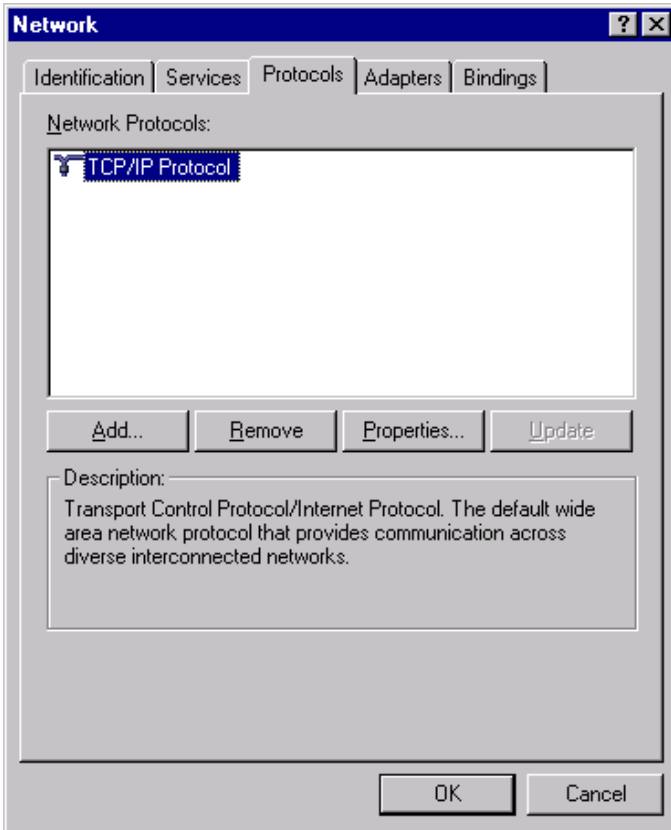 Network
Identification Services Protocols Adapters Bindings
Network Protocols:
TCP/IP Protocol
Add... Remove Properties... Update
Description:
Transport Control Protocol/Internet Protocol. The default wide
area network protocol that provides communication across
diverse interconnected networks.
OK Cancel